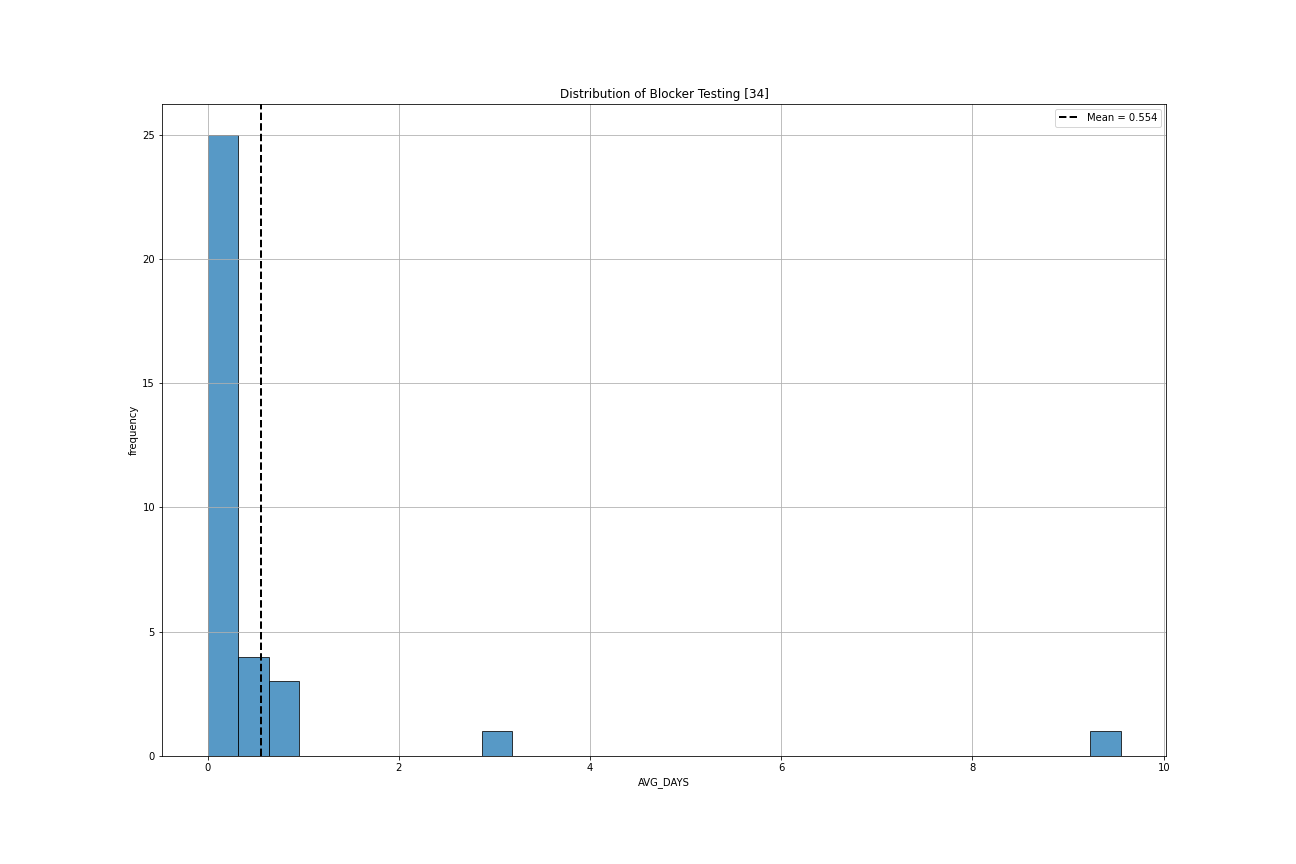 Distribution of Blocker Testing [34]
Mean = 0.554
25
20
15
10
5
0
frequency
0 2 4 6 8 10
AVG_DAYS